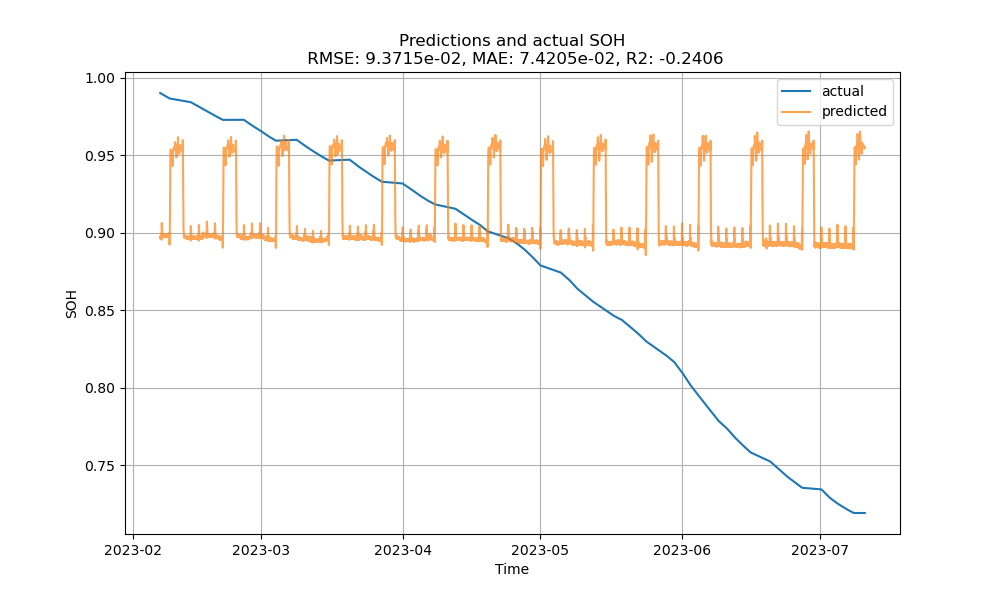 Predictions and actual SOH
RMSE: 9.3715e-02, MAE: 7.4205e-02, R2: -0.2406
actual
predicted
1.00
0.95
0.90
0.85
0.80
0.75
SOH
2023-02
2023-03
2023-04
2023-05
2023-06
2023-07
Time